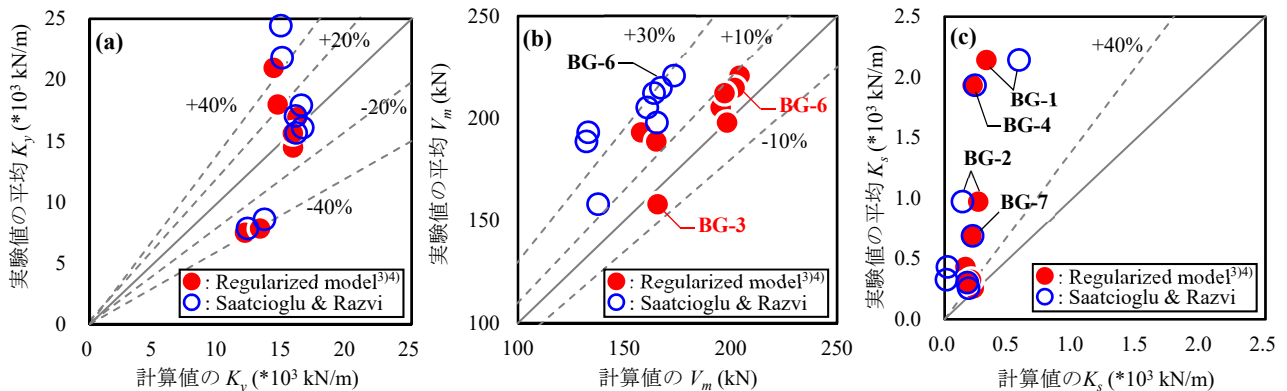 (a)
+20%
+40%
-20%
-40%
25
20
15
10
5
0
0
5
10
15
20
25
実験値の平均 Ky (*10³ kN/m)
計算値の Ky (*10³ kN/m)
: Regularized model³⁾⁴⁾
: Saatcioglu & Razvi
(b)
+30%
+10%
BG-6
BG-6
-10%
BG-3
250
200
150
100
100
150
200
250
実験値の平均 Vm (kN)
計算値の Vm (kN)
: Regularized model³⁾⁴⁾
: Saatcioglu & Razvi
(c)
+40%
BG-1
BG-4
BG-2
BG-7
2.5
2.0
1.5
1.0
0.5
0.0
0.0
0.5
1.0
1.5
2.0
2.5
実験値の平均 Ks (*10³ kN/m)
計算値のKs (*10³ kN/m)
: Regularized model³⁾⁴⁾
: Saatcioglu & Razvi